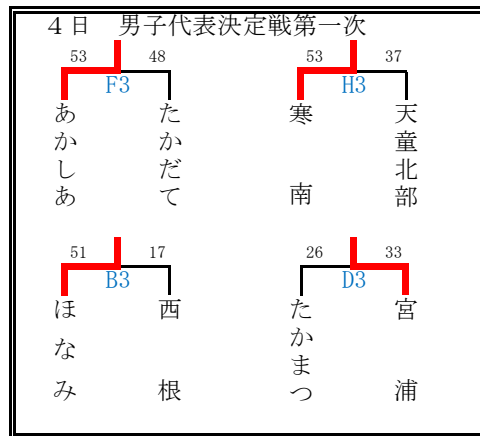 4日 男子代表決定戦第一次
53 48
F3
あかしあ
たかだて
53 37
H3
寒南
天童北部
51 17
B3
ほなみ
西根
26 33
D3
たかまつ
宮浦